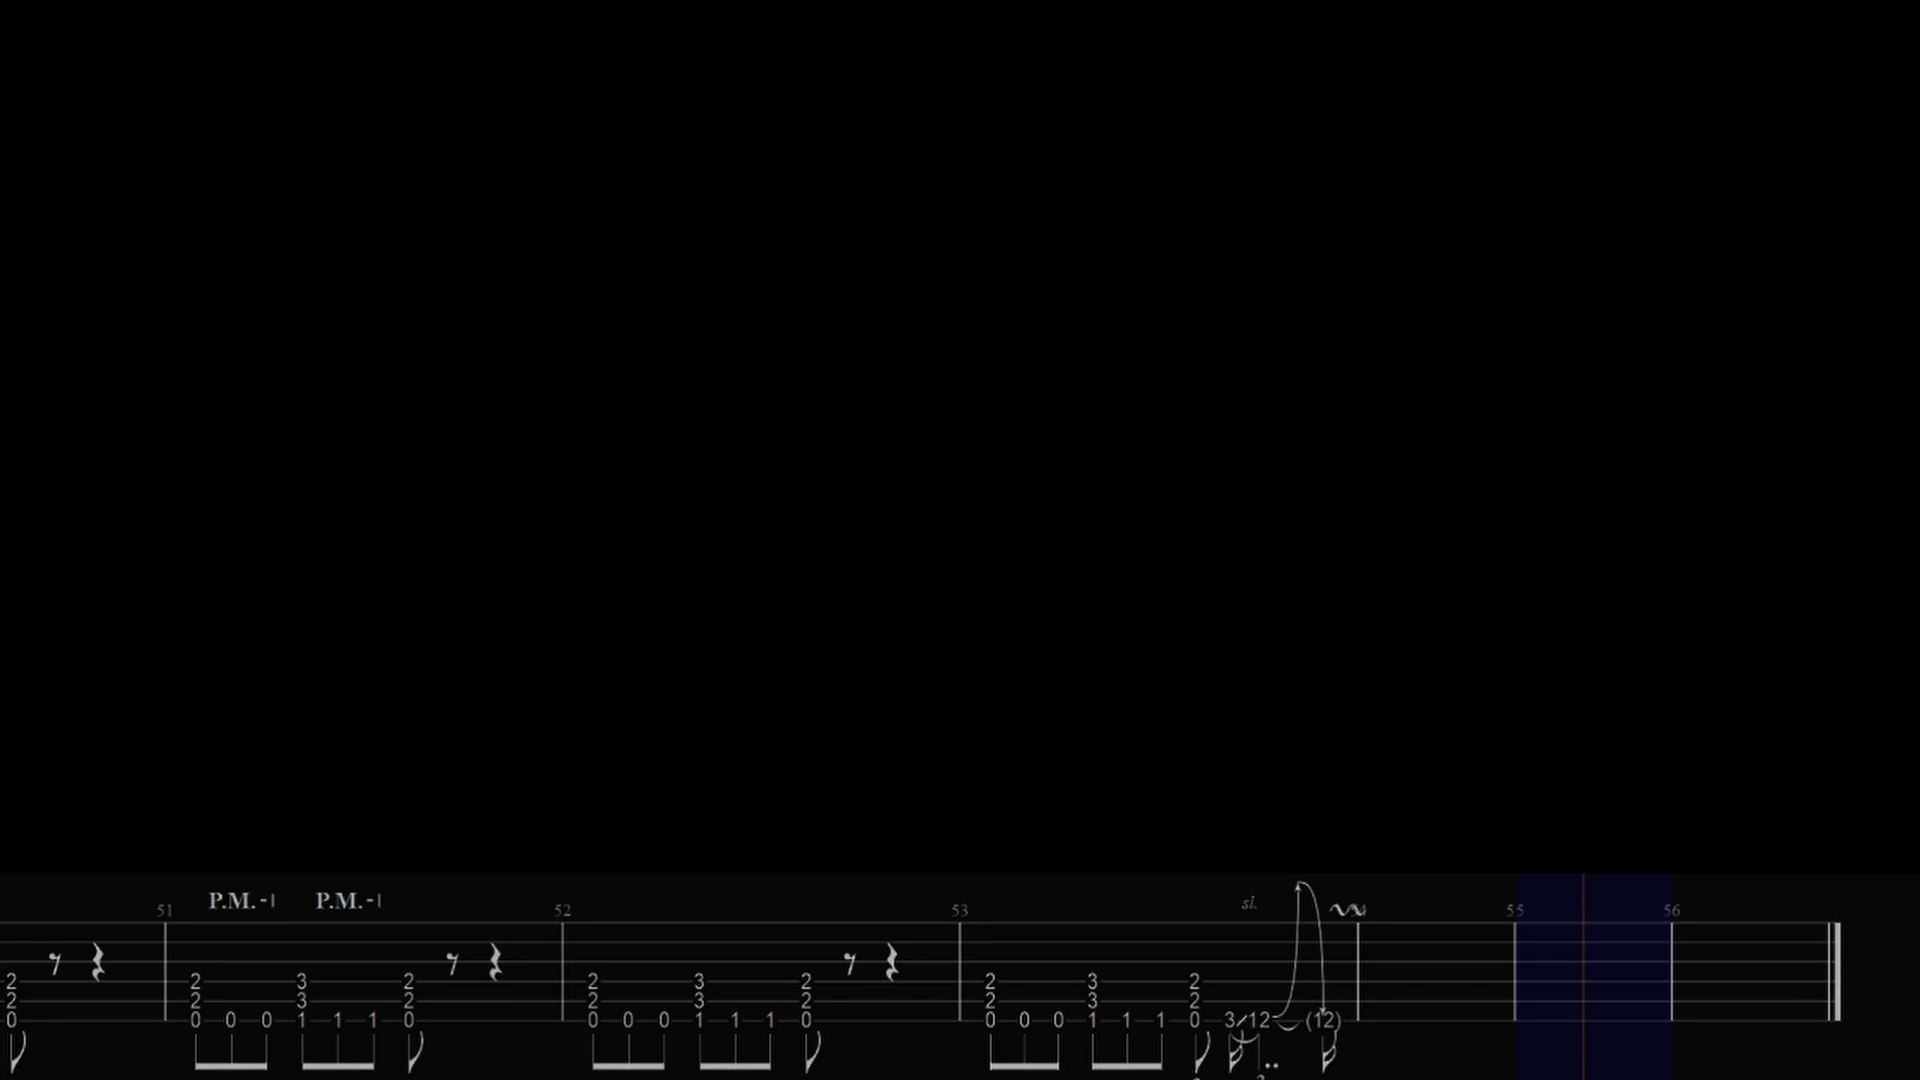 P.M. P.M.
51 52 53 sl. 54 55 56
2 2 3 2 2 3 2 2 3 2
2 2 3 2 2 3 2 2 3 2
0 0 0 0 1 1 1 0 0 0 0 1 1 1 0 0 0 0 1 1 1 0 3/12 (12)